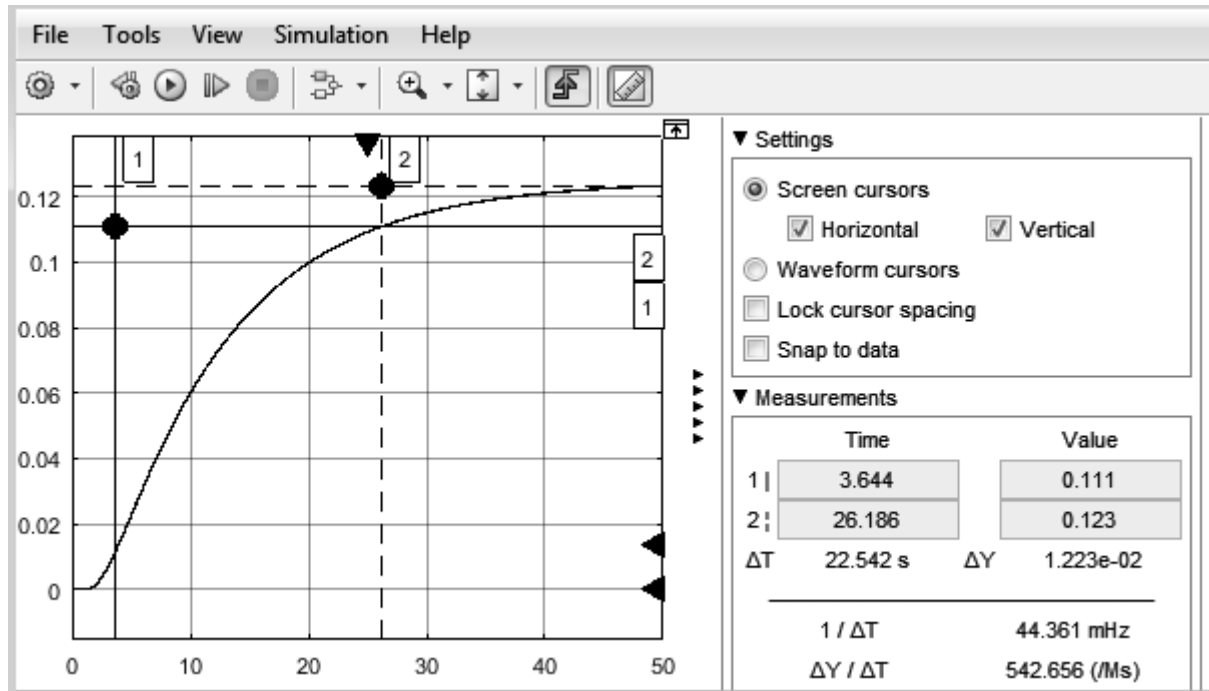 File Tools View Simulation Help
1
2
0.12
0.1
0.08
0.06
0.04
0.02
0
2
1
0 10 20 30 40 50
▼ Settings
Screen cursors
Horizontal Vertical
Waveform cursors
Lock cursor spacing
Snap to data
▼ Measurements
Time Value
1 | 3.644 0.111
2 ¦ 26.186 0.123
ΔT 22.542 s ΔY 1.223e-02
1 / ΔT 44.361 mHz
ΔY / ΔT 542.656 (/Ms)